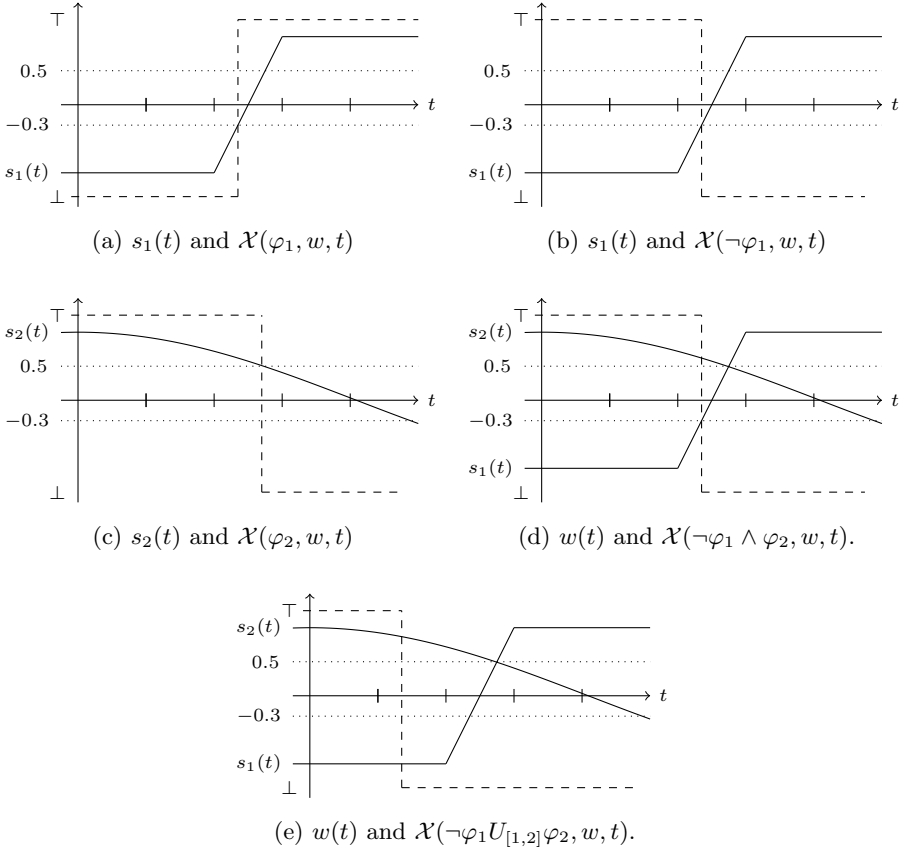 ⊤
0.5
t
−0.3
s₁(t)
⊥
(a) s₁(t) and 𝒳(φ₁, w, t)
⊤
0.5
t
−0.3
s₁(t)
⊥
(b) s₁(t) and 𝒳(¬φ₁, w, t)
⊤
s₂(t)
0.5
t
−0.3
⊥
(c) s₂(t) and 𝒳(φ₂, w, t)
⊤
s₂(t)
0.5
t
−0.3
s₁(t)
⊥
(d) w(t) and 𝒳(¬φ₁ ∧ φ₂, w, t).
⊤
s₂(t)
0.5
t
−0.3
s₁(t)
⊥
(e) w(t) and 𝒳(¬φ₁U_[1,2]φ₂, w, t).